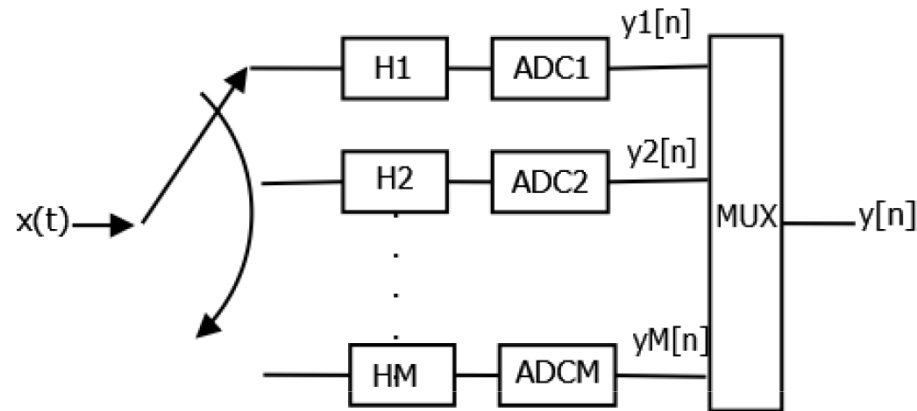 y1[n]
H1 ADC1
y2[n]
H2 ADC2
x(t) MUX y[n]
yM[n]
HM ADCM